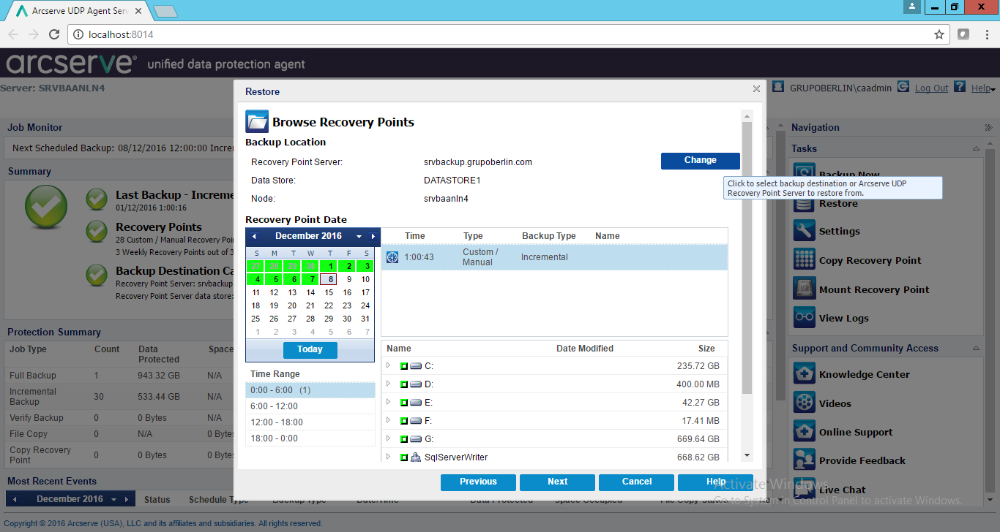 Arcserve UDP Agent Serv
localhost:8014
arcserve® unified data protection agent
Server: SRVBAANLN4
GRUPOBERLIN\caadmin Log Out Help
Job Monitor
Next Scheduled Backup: 08/12/2016 12:00:00 Increm
Summary
Last Backup - Increme
01/12/2016 1:00:16
Recovery Points
28 Custom / Manual Recovery Poi
3 Weekly Recovery Points out of 3
Backup Destination Ca
Recovery Point Server: srvbackup
Recovery Point Server data store:
Protection Summary
Job Type Count Data Protected Space
Full Backup 1 943.32 GB N/A
Incremental Backup 30 533.44 GB N/A
Verify Backup 0 0 Bytes N/A
File Copy 0 N/A 0 Bytes
Copy Recovery Point 0 0 Bytes 0 Bytes
Most Recent Events
December 2016 Status Schedule Type Backup Type Date/Time Data Protected Space Occupied File Copy Status
Restore
Browse Recovery Points
Backup Location
Recovery Point Server: srvbackup.grupoberlin.com
Change
Data Store: DATASTORE1
Node: srvbaanln4
Click to select backup destination or Arcserve UDP
Recovery Point Server to restore from.
Recovery Point Date
December 2016
S M T W T F S
27 28 29 30 1 2 3
4 5 6 7 8 9 10
11 12 13 14 15 16 17
18 19 20 21 22 23 24
25 26 27 28 29 30 31
1 2 3 4 5 6 7
Today
Time Range
0:00 - 6:00 (1)
6:00 - 12:00
12:00 - 18:00
18:00 - 0:00
Time Type Backup Type Name
1:00:43 Custom / Manual Incremental
Name Date Modified Size
C: 235.72 GB
D: 400.00 MB
E: 42.27 GB
F: 17.41 MB
G: 669.64 GB
SqlServerWriter 668.62 GB
Previous Next Cancel Help
Navigation
Tasks
Backup Now
Restore
Settings
Copy Recovery Point
Mount Recovery Point
View Logs
Support and Community Access
Knowledge Center
Videos
Online Support
Provide Feedback
Live Chat
Activate Windows
Go to System in Control Panel to activate Windows.
Copyright © 2016 Arcserve (USA), LLC and its affiliates and subsidiaries. All rights reserved.